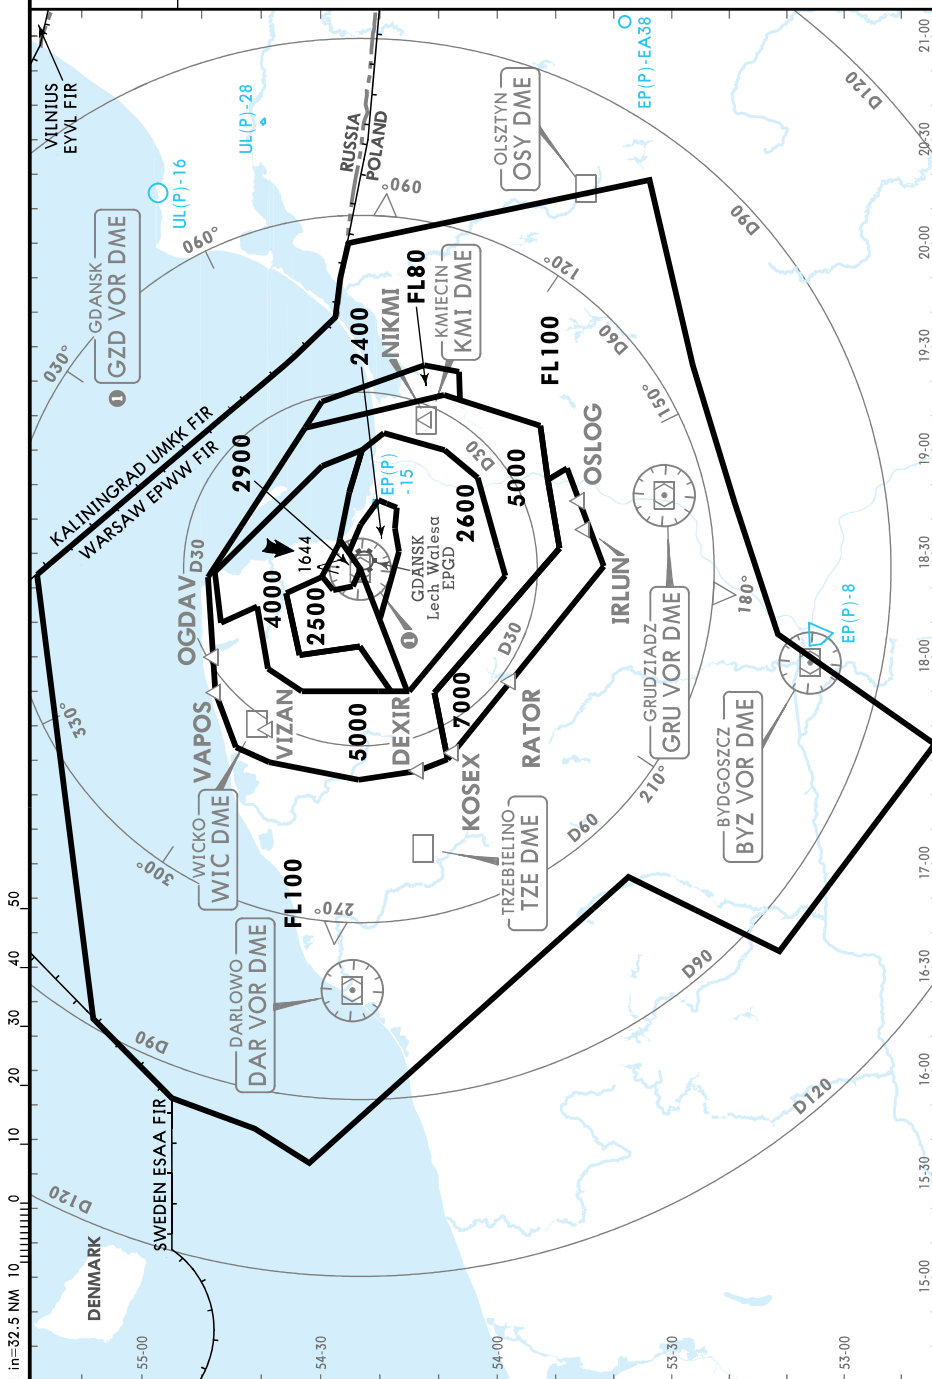 1 in=32.5 NM 10 0 10 20 30 40 50
VILNIUS
EYVL FIR
KALININGRAD UMKK FIR
WARSAW EPWW FIR
SWEDEN ESAA FIR
DENMARK
RUSSIA
POLAND
UL(P)-16
UL(P)-28
EP(P)-EA38
EP(P)
-15
EP(P)-8
GDANSK
1 GZD VOR DME
OLSZTYN
OSY DME
KMIECIN
KMI DME
GRUDZIADZ
GRU VOR DME
BYDGOSZCZ
BYZ VOR DME
TRZEBIELINO
TZE DME
WICKO
WIC DME
DARLOWO
DAR VOR DME
GDANSK
Lech Walesa
EPGD
1
OGDAV
VAPOS
VIZAN
DEXIR
KOSEX
RATOR
IRLUN
OSLOG
NIKMI
2400
FL80
2900
1644
4000
2500
5000
7000
2600
5000
FL100
FL100
030°
060°
090°
120°
150°
180°
210°
270°
300°
330°
D30
D30
D30
D60
D60
D90
D90
D90
D120
D120
D120
55-00
54-30
54-00
53-30
53-00
15-00
15-30
16-00
16-30
17-00
18-00
18-30
19-00
19-30
20-00
20-30
21-00